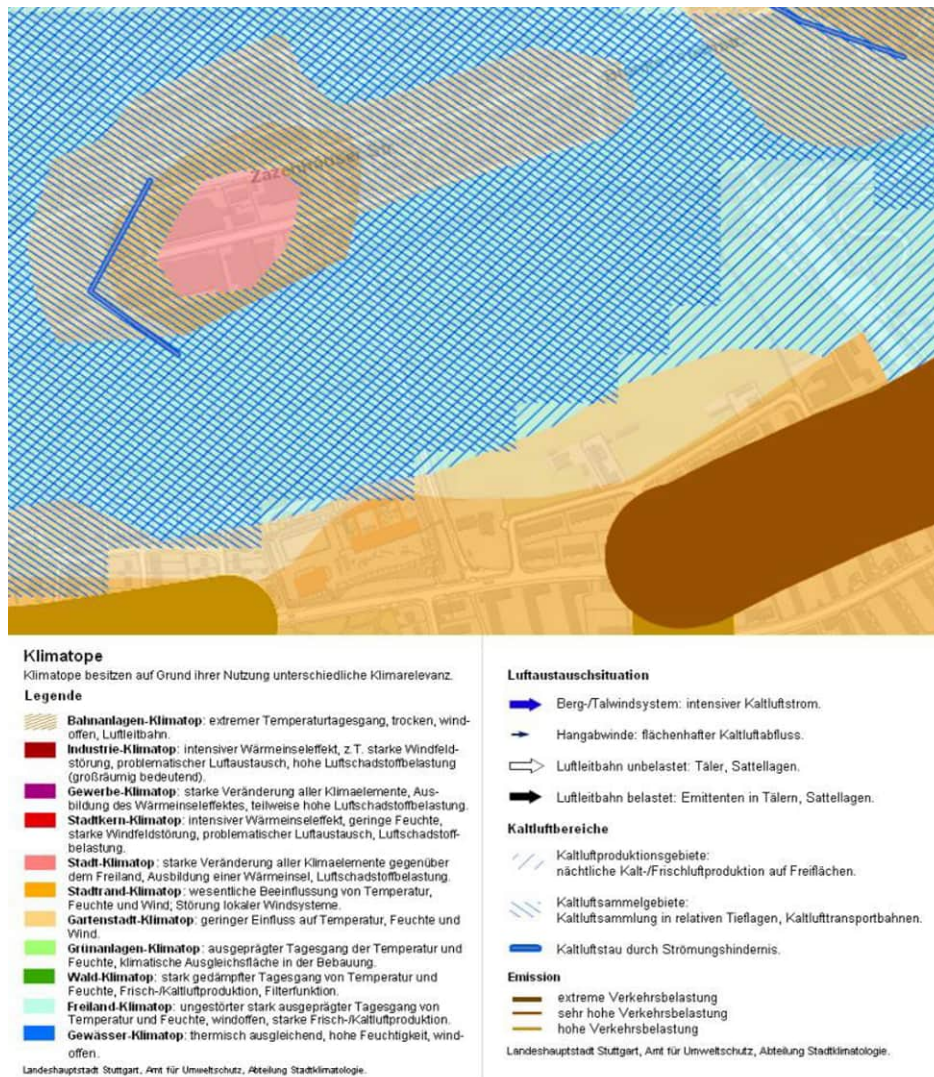 Zazenhäuser Str
Klimatope
Klimatope besitzen auf Grund ihrer Nutzung unterschiedliche Klimarelevanz.
Legende
Bahnanlagen-Klimatop: extremer Temperaturtagesgang, trocken, wind-
offen, Luftleitbahn.
Industrie-Klimatop: intensiver Wärmeinseleffekt, z.T. starke Windfeld-
störung, problematischer Luftaustausch, hohe Luftschadstoffbelastung
(großräumig bedeutend).
Gewerbe-Klimatop: starke Veränderung aller Klimaelemente, Aus-
bildung des Wärmeinseleffektes, teilweise hohe Luftschadstoffbelastung.
Stadtkern-Klimatop: intensiver Wärmeinseleffekt, geringe Feuchte,
starke Windfeldstörung, problematischer Luftaustausch, Luftschadstoff-
belastung.
Stadt-Klimatop: starke Veränderung aller Klimaelemente gegenüber
dem Freiland, Ausbildung einer Wärmeinsel, Luftschadstoffbelastung.
Stadtrand-Klimatop: wesentliche Beeinflussung von Temperatur,
Feuchte und Wind; Störung lokaler Windsysteme.
Gartenstadt-Klimatop: geringer Einfluss auf Temperatur, Feuchte und
Wind.
Grünanlagen-Klimatop: ausgeprägter Tagesgang der Temperatur und
Feuchte, klimatische Ausgleichsfläche in der Bebauung.
Wald-Klimatop: stark gedämpfter Tagesgang von Temperatur und
Feuchte, Frisch-/Kaltluftproduktion, Filterfunktion.
Freiland-Klimatop: ungestörter stark ausgeprägter Tagesgang von
Temperatur und Feuchte, windoffen, starke Frisch-/Kaltluftproduktion.
Gewässer-Klimatop: thermisch ausgleichend, hohe Feuchtigkeit, wind-
offen.
Landeshauptstadt Stuttgart, Amt für Umweltschutz, Abteilung Stadtklimatologie.
Luftaustauschsituation
Berg-/Talwindsystem: intensiver Kaltluftstrom.
Hangabwinde: flächenhafter Kaltluftabfluss.
Luftleitbahn unbelastet: Täler, Sattellagen.
Luftleitbahn belastet: Emittenten in Tälern, Sattellagen.
Kaltluftbereiche
Kaltluftproduktionsgebiete:
nächtliche Kalt-/Frischluftproduktion auf Freiflächen.
Kaltluftsammelgebiete:
Kaltluftsammlung in relativen Tieflagen, Kaltlufttransportbahnen.
Kaltluftstau durch Strömungshindernis.
Emission
extreme Verkehrsbelastung
sehr hohe Verkehrsbelastung
hohe Verkehrsbelastung
Landeshauptstadt Stuttgart, Amt für Umweltschutz, Abteilung Stadtklimatologie.